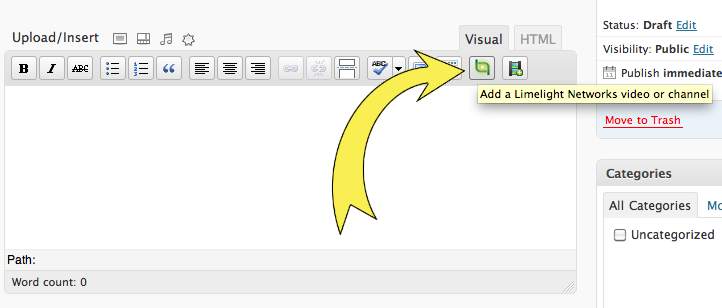 Upload/Insert
Visual
HTML
B
I
ABC
ABC
Add a Limelight Networks video or channel
Path:
Word count: 0
Status: Draft Edit
Visibility: Public Edit
Publish immediate
Move to Trash
Categories
All Categories
Mo
Uncategorized